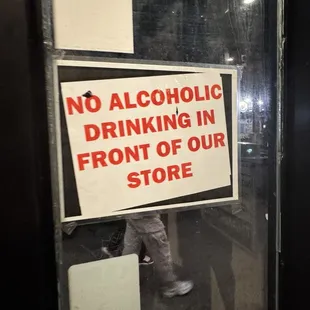 NO ALCOHOLIC
DRINKING IN
FRONT OF OUR
STORE